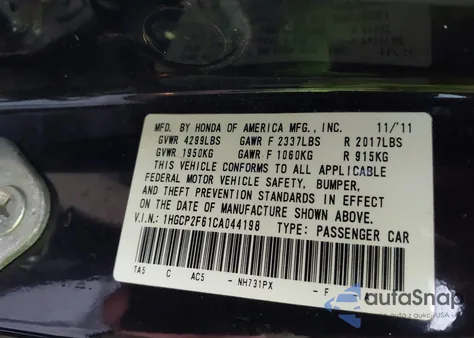 MFD. BY HONDA OF AMERICA MFG., INC. 11/'11
GVWR 4299LBS GAWR F 2337LBS R 2017LBS
GVWR 1950KG GAWR F 1060KG R 915KG
THIS VEHICLE CONFORMS TO ALL APPLICABLE
FEDERAL MOTOR VEHICLE SAFETY, BUMPER,
AND THEFT PREVENTION STANDARDS IN EFFECT
ON THE DATE OF MANUFACTURE SHOWN ABOVE.
V.I.N.: 1HGCP2F61CA044198 TYPE: PASSENGER CAR
TA5 C AC5 - NH731PX - F
autoSnap